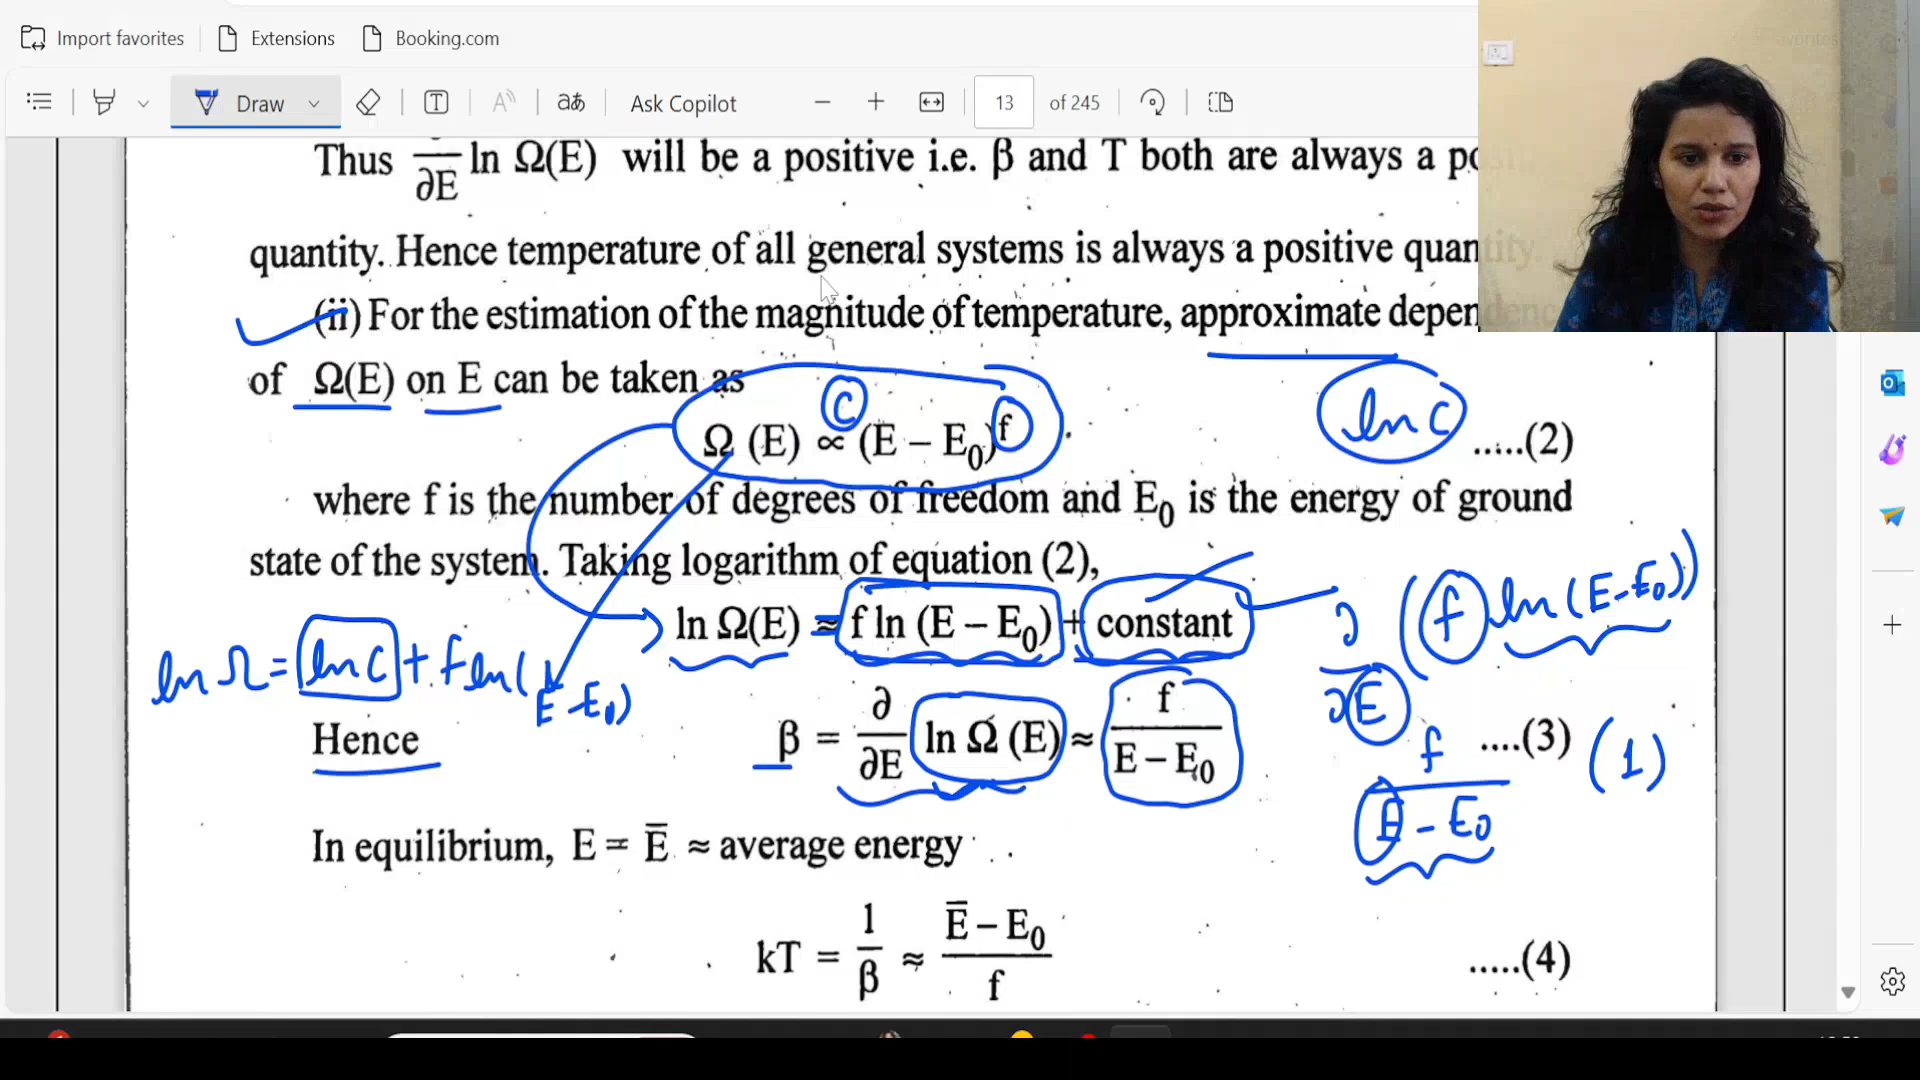 Import favorites Extensions Booking.com
Draw T A aあ Ask Copilot 13 of 245
Thus ∂/∂E ln Ω(E) will be a positive i.e. β and T both are always a
quantity. Hence temperature of all general systems is always a positive
(ii) For the estimation of the magnitude of temperature, approximate
of Ω(E) on E can be taken as
C
ln C
Ω (E) ∝ (E – E₀)^f .....(2)
where f is the number of degrees of freedom and E₀ is the energy of ground
state of the system. Taking logarithm of equation (2),
ln Ω(E) ≈ f ln (E – E₀) + constant
∂/∂E (f ln (E-E₀))
ln Ω = ln C + f ln (E - E₀)
Hence β = ∂/∂E ln Ω (E) ≈ f/(E – E₀) ....(3)
f/(E - E₀) (1)
In equilibrium, E = E̅ ≈ average energy
kT = 1/β ≈ (E̅ – E₀)/f .....(4)